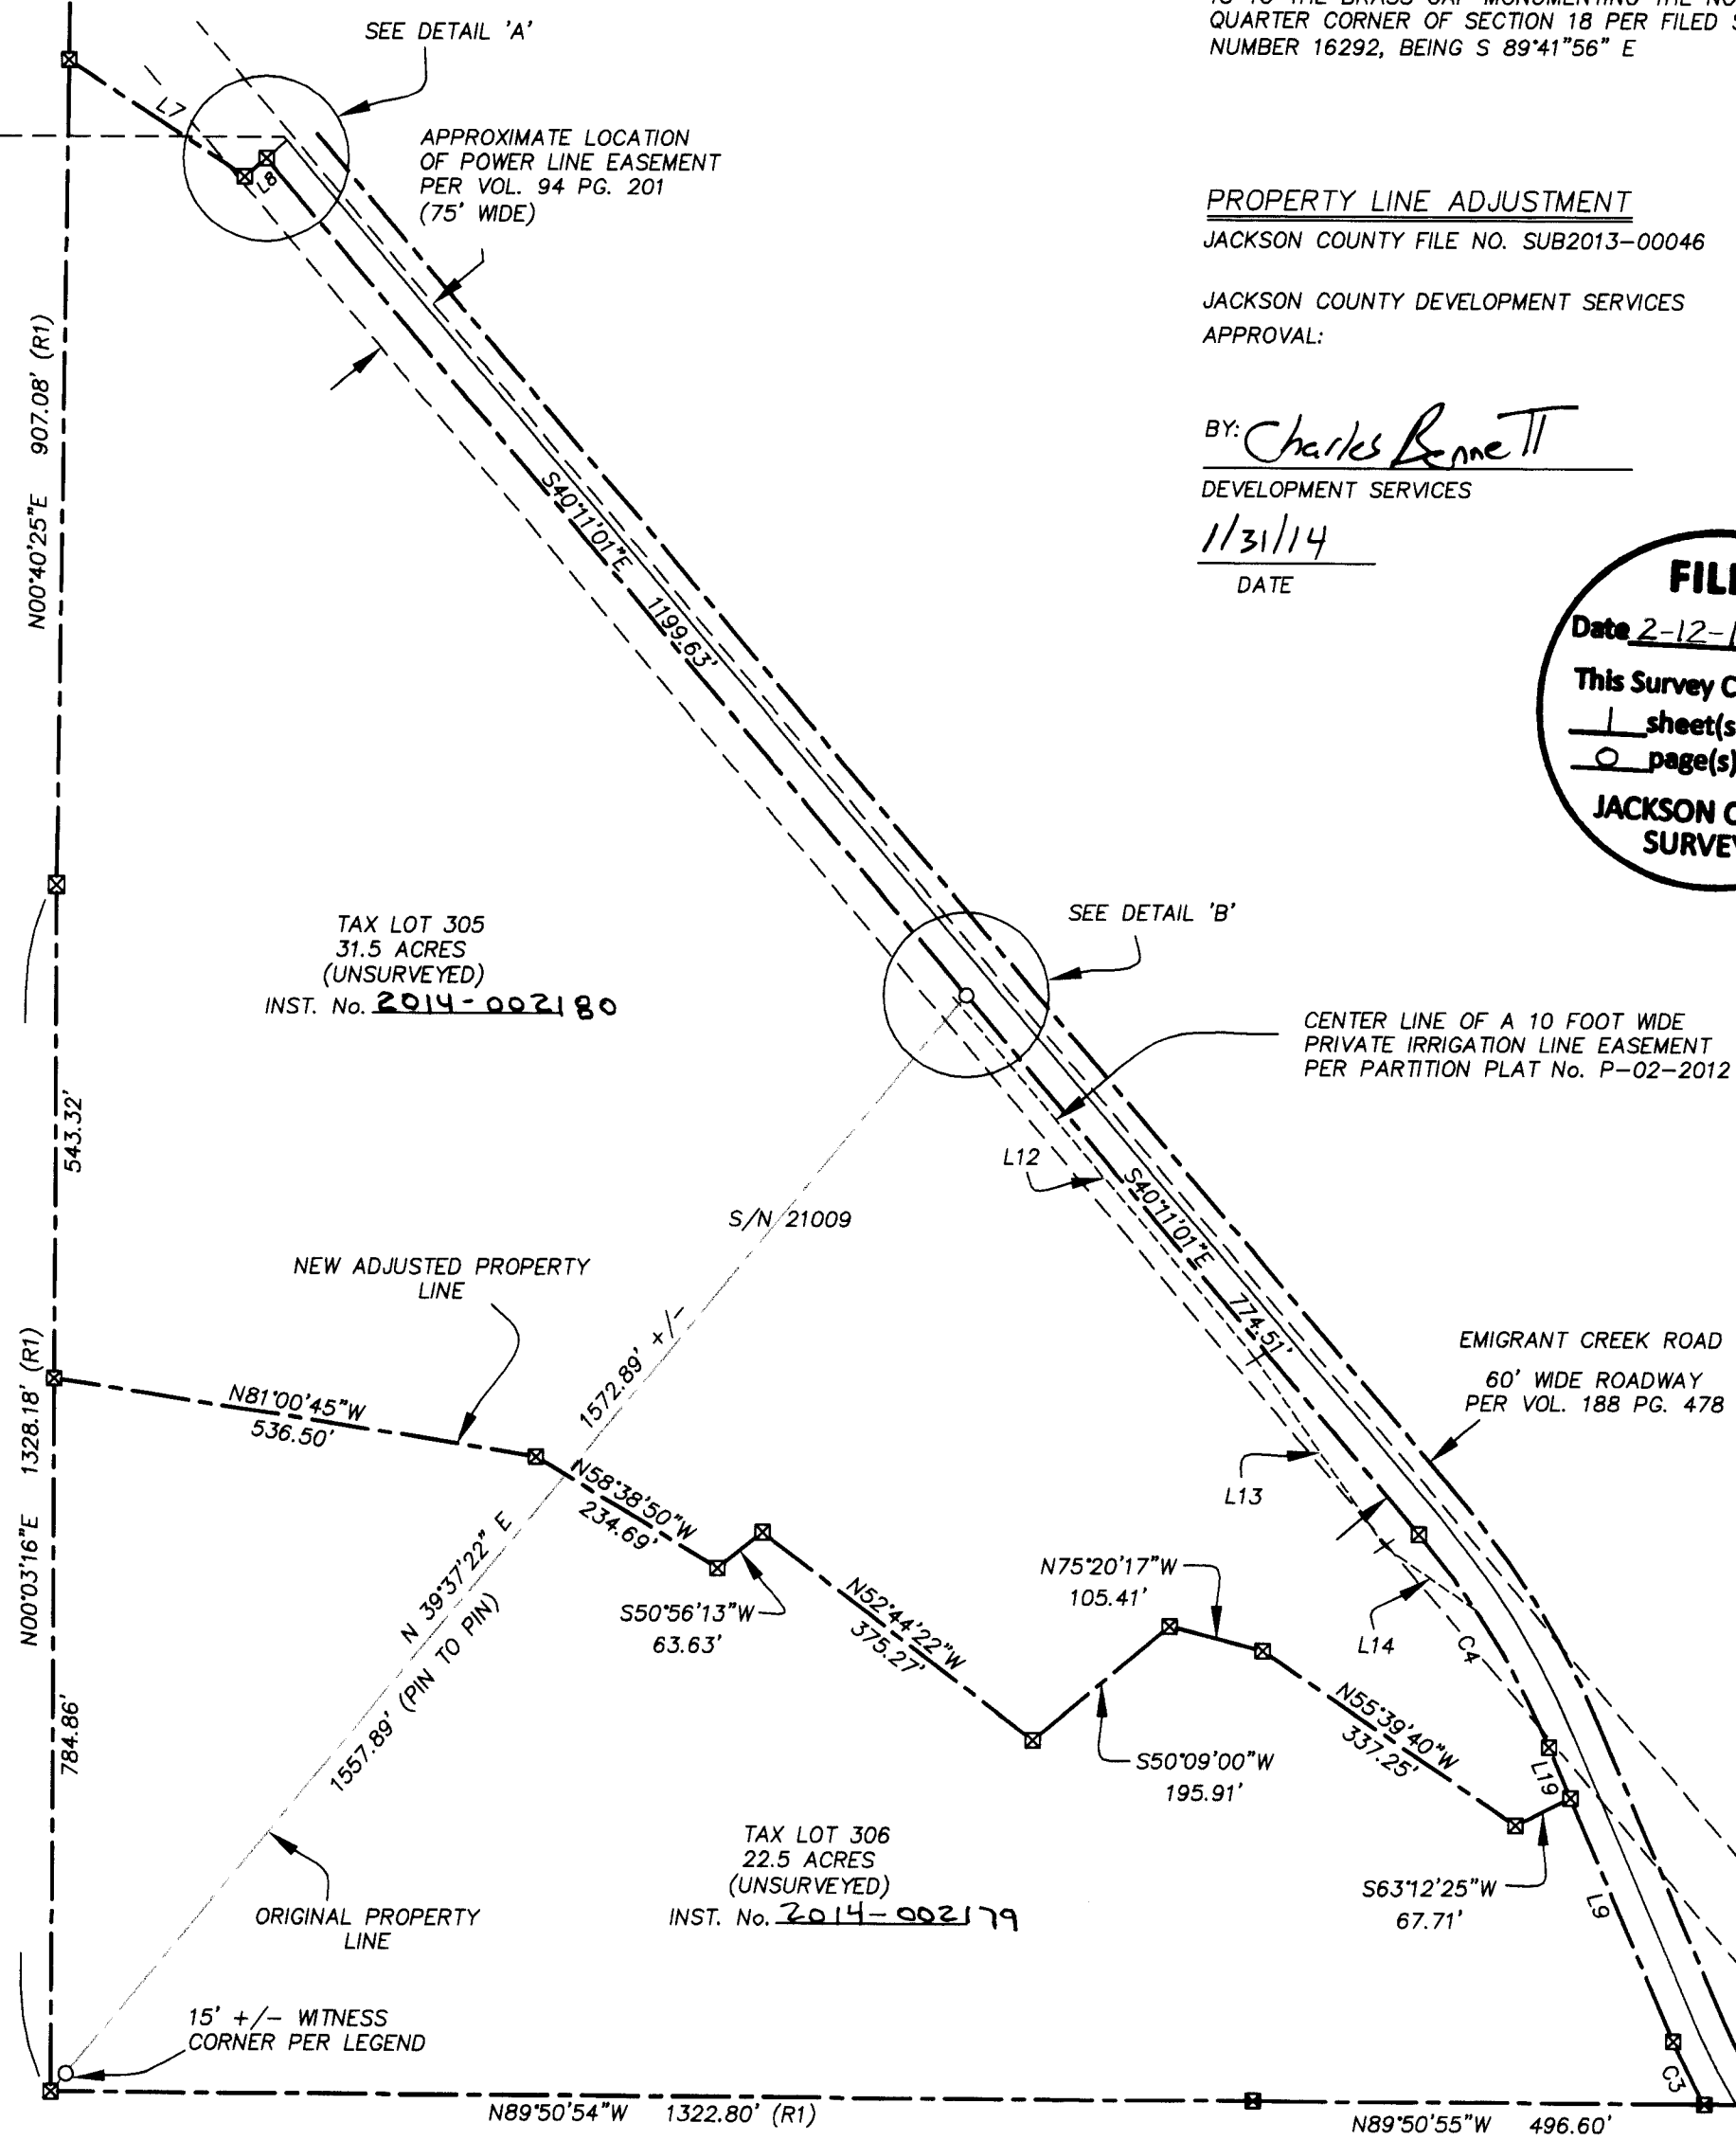 QUARTER CORNER OF SECTION 18 PER FILED
NUMBER 16292, BEING S 89°41"56" E
SEE DETAIL 'A'
L7
L8
APPROXIMATE LOCATION
OF POWER LINE EASEMENT
PER VOL. 94 PG. 201
(75' WIDE)
PROPERTY LINE ADJUSTMENT
JACKSON COUNTY FILE NO. SUB2013-00046
JACKSON COUNTY DEVELOPMENT SERVICES
APPROVAL:
BY: Charles Bennett
DEVELOPMENT SERVICES
1/31/14
DATE
Date 2-12-
This Survey
1 sheet(s
0 page(s)
JACKSON
N00°40'25"E 907.08' (R1)
S40°11'01"E 1199.63'
TAX LOT 305
31.5 ACRES
(UNSURVEYED)
INST. No. 2014-002180
SEE DETAIL 'B'
CENTER LINE OF A 10 FOOT WIDE
PRIVATE IRRIGATION LINE EASEMENT
PER PARTITION PLAT No. P-02-2012
543.32'
L12
S40°11'01"E 774.51'
S/N 21009
NEW ADJUSTED PROPERTY
LINE
N00°03'16"E 1328.18' (R1)
N81°00'45"W
536.50'
1572.89' +/-
EMIGRANT CREEK ROAD
60' WIDE ROADWAY
PER VOL. 188 PG. 478
L13
N58°38'50"W
234.69'
N 39°37'22" E
1557.89' (PIN TO PIN)
S50°56'13"W
63.63'
N52°44'22"W
375.27'
N75°20'17"W
105.41'
L14
C4
S50°09'00"W
195.91'
N55°39'40"W
337.25'
L19
784.86'
TAX LOT 306
22.5 ACRES
(UNSURVEYED)
INST. No. 2014-002179
S63°12'25"W
67.71'
L9
ORIGINAL PROPERTY
LINE
15' +/- WITNESS
CORNER PER LEGEND
C3
N89°50'54"W 1322.80' (R1)
N89°50'55"W 496.60'